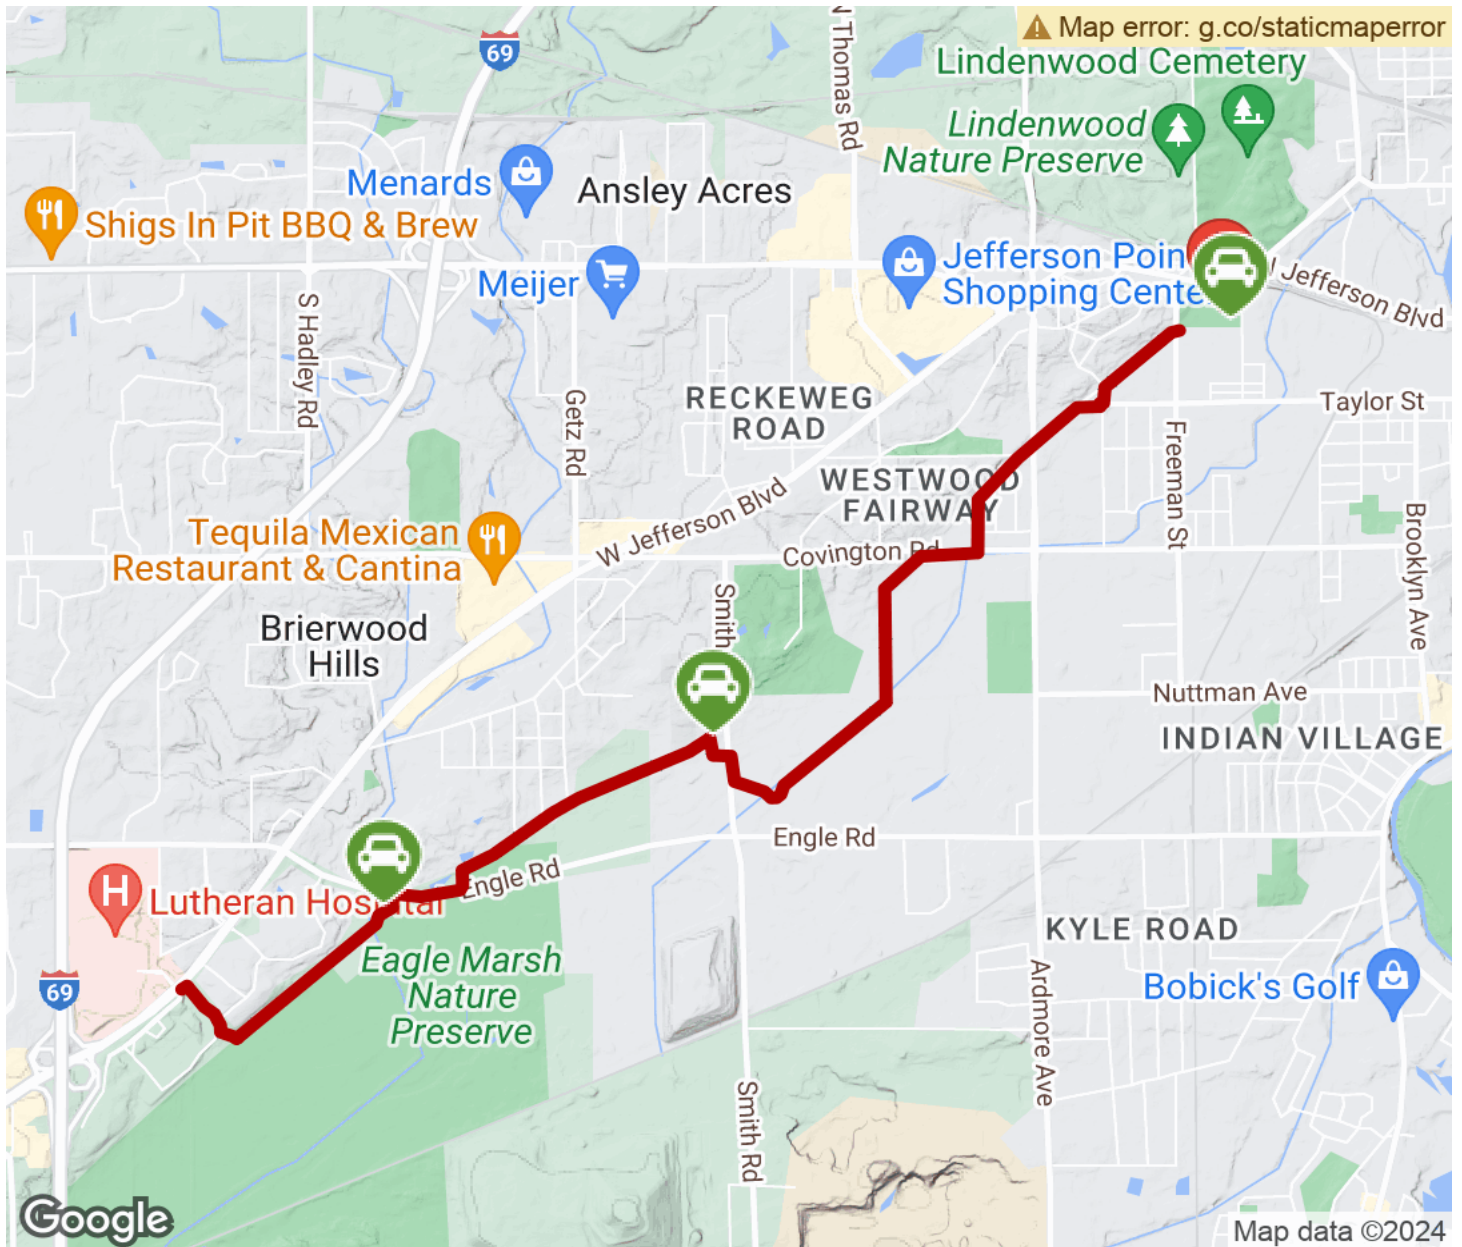 Map error: g.co/staticmaperror
69
N Thomas Rd
Lindenwood Cemetery
Lindenwood
Nature Preserve
Menards
Ansley Acres
Shigs In Pit BBQ & Brew
Meijer
Jefferson Poin
Shopping Cente
Jefferson Blvd
S Hadley Rd
Getz Rd
RECKEWEG
ROAD
Taylor St
Freeman St
WESTWOOD
FAIRWAY
W Jefferson Blvd
Covington Rd
Brooklyn Ave
Tequila Mexican
Restaurant & Cantina
Smith
Brierwood
Hills
Nuttman Ave
INDIAN VILLAGE
Engle Rd
Engle Rd
H
Lutheran Hospital
KYLE ROAD
Eagle Marsh
Nature
Preserve
69
Ardmore Ave
Bobick's Golf
Smith Rd
Google
Map data ©2024